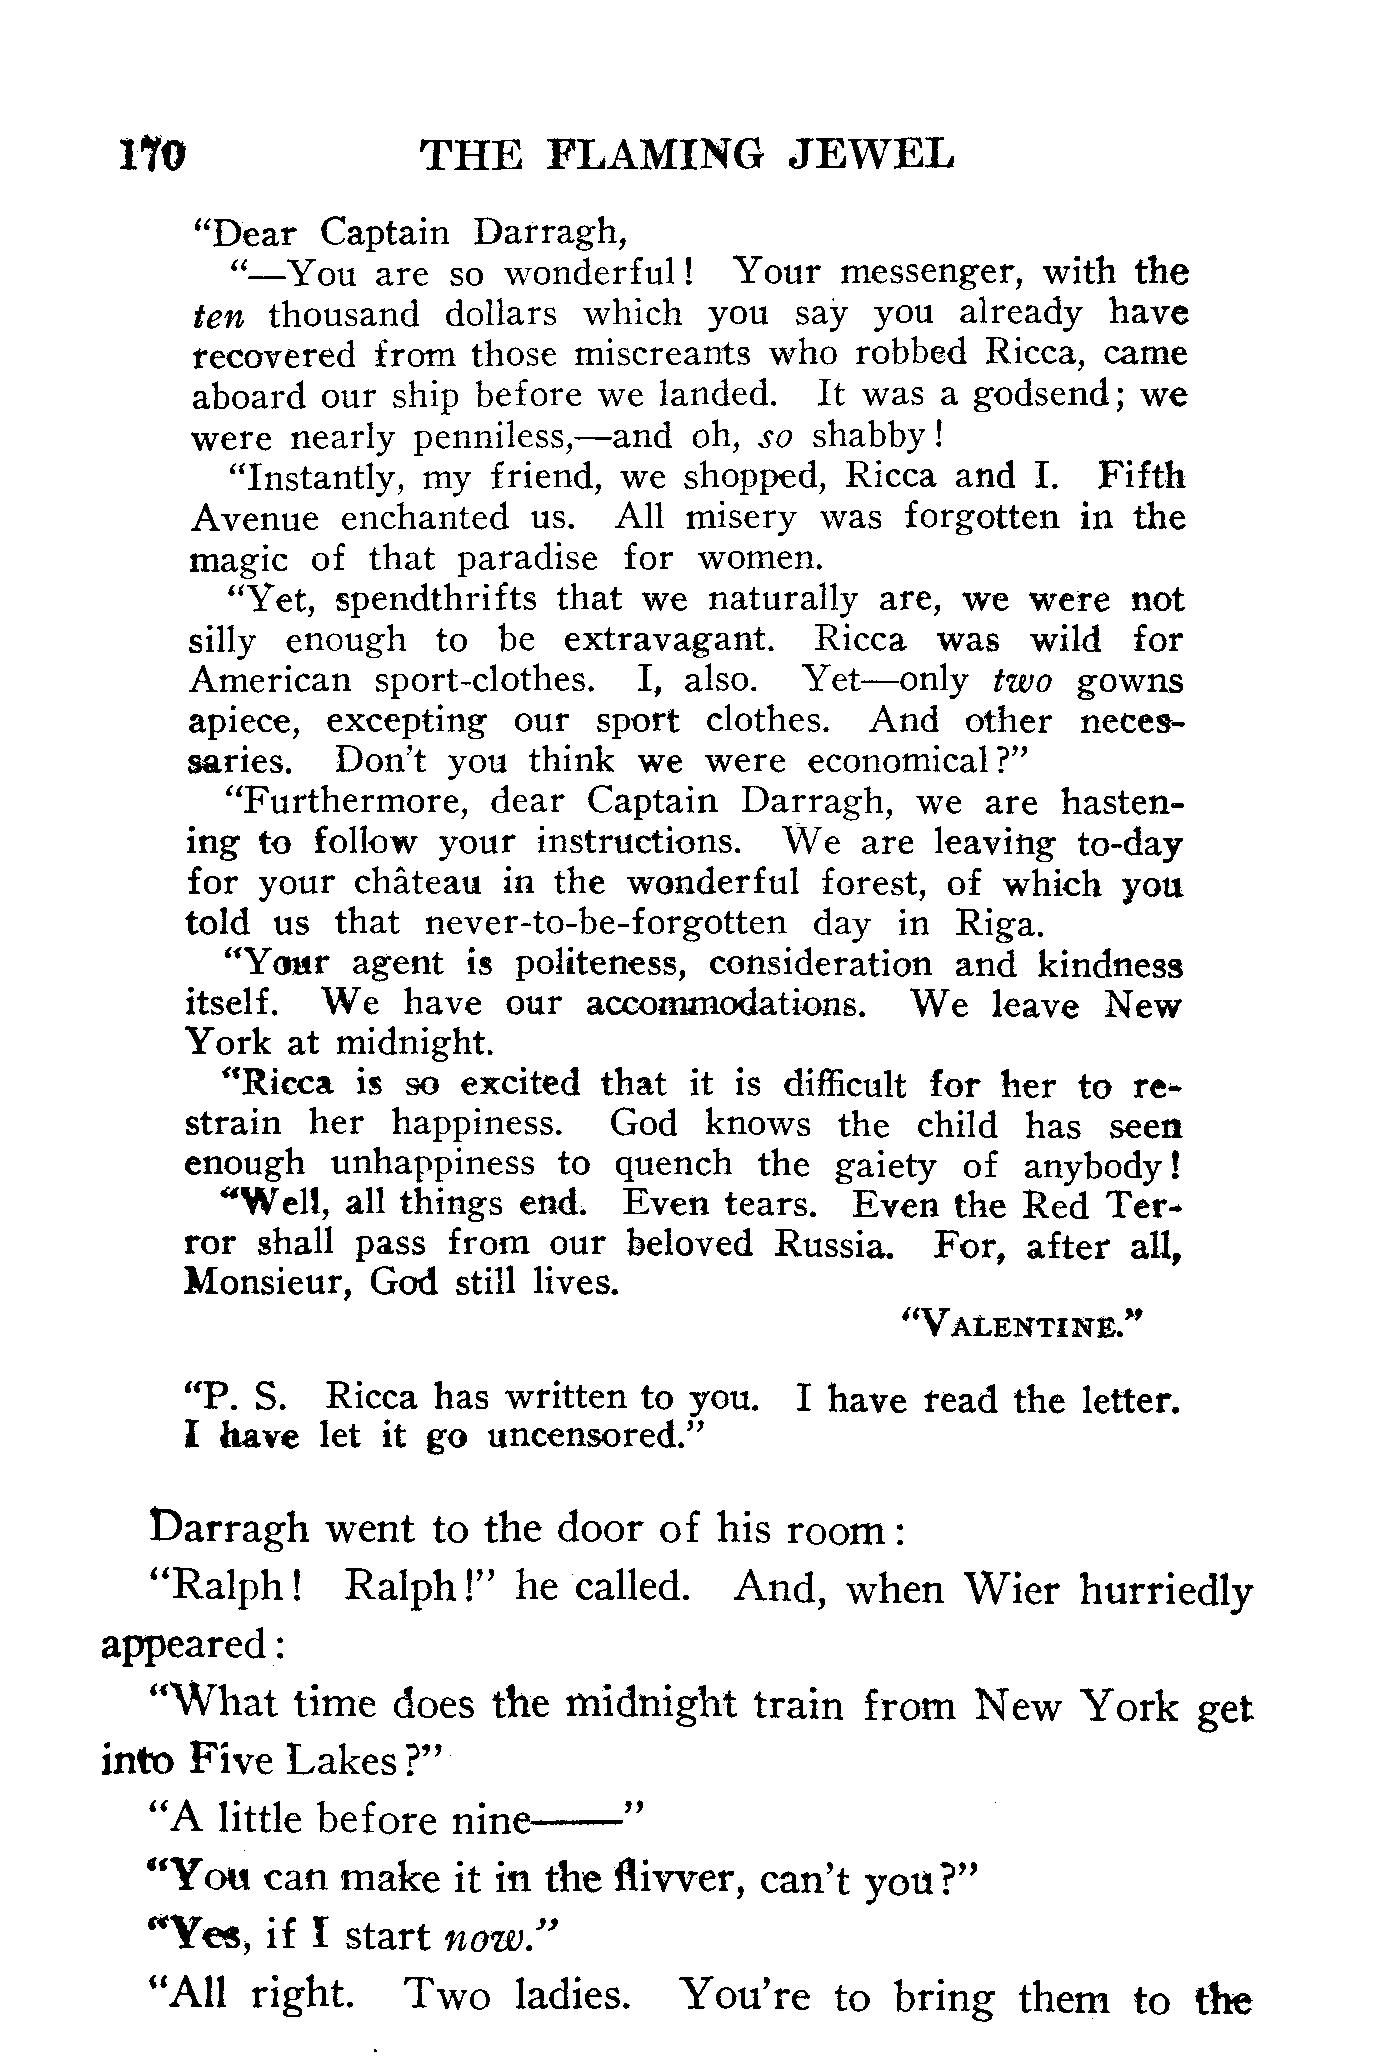 170 THE FLAMING JEWEL
"Dear Captain Darragh,
"—You are so wonderful! Your messenger, with the
ten thousand dollars which you say you already have
recovered from those miscreants who robbed Ricca, came
aboard our ship before we landed. It was a godsend; we
were nearly penniless,—and oh, so shabby!
"Instantly, my friend, we shopped, Ricca and I. Fifth
Avenue enchanted us. All misery was forgotten in the
magic of that paradise for women.
"Yet, spendthrifts that we naturally are, we were not
silly enough to be extravagant. Ricca was wild for
American sport-clothes. I, also. Yet—only two gowns
apiece, excepting our sport clothes. And other neces-
saries. Don't you think we were economical?"
"Furthermore, dear Captain Darragh, we are hasten-
ing to follow your instructions. We are leaving to-day
for your château in the wonderful forest, of which you
told us that never-to-be-forgotten day in Riga.
"Your agent is politeness, consideration and kindness
itself. We have our accommodations. We leave New
York at midnight.
"Ricca is so excited that it is difficult for her to re-
strain her happiness. God knows the child has seen
enough unhappiness to quench the gaiety of anybody!
"Well, all things end. Even tears. Even the Red Ter-
ror shall pass from our beloved Russia. For, after all,
Monsieur, God still lives.
"VALENTINE."
"P. S. Ricca has written to you. I have read the letter.
I have let it go uncensored."
Darragh went to the door of his room:
"Ralph! Ralph!" he called. And, when Wier hurriedly
appeared:
"What time does the midnight train from New York get
into Five Lakes?"
"A little before nine——"
"You can make it in the flivver, can't you?"
"Yes, if I start now."
"All right. Two ladies. You're to bring them to the